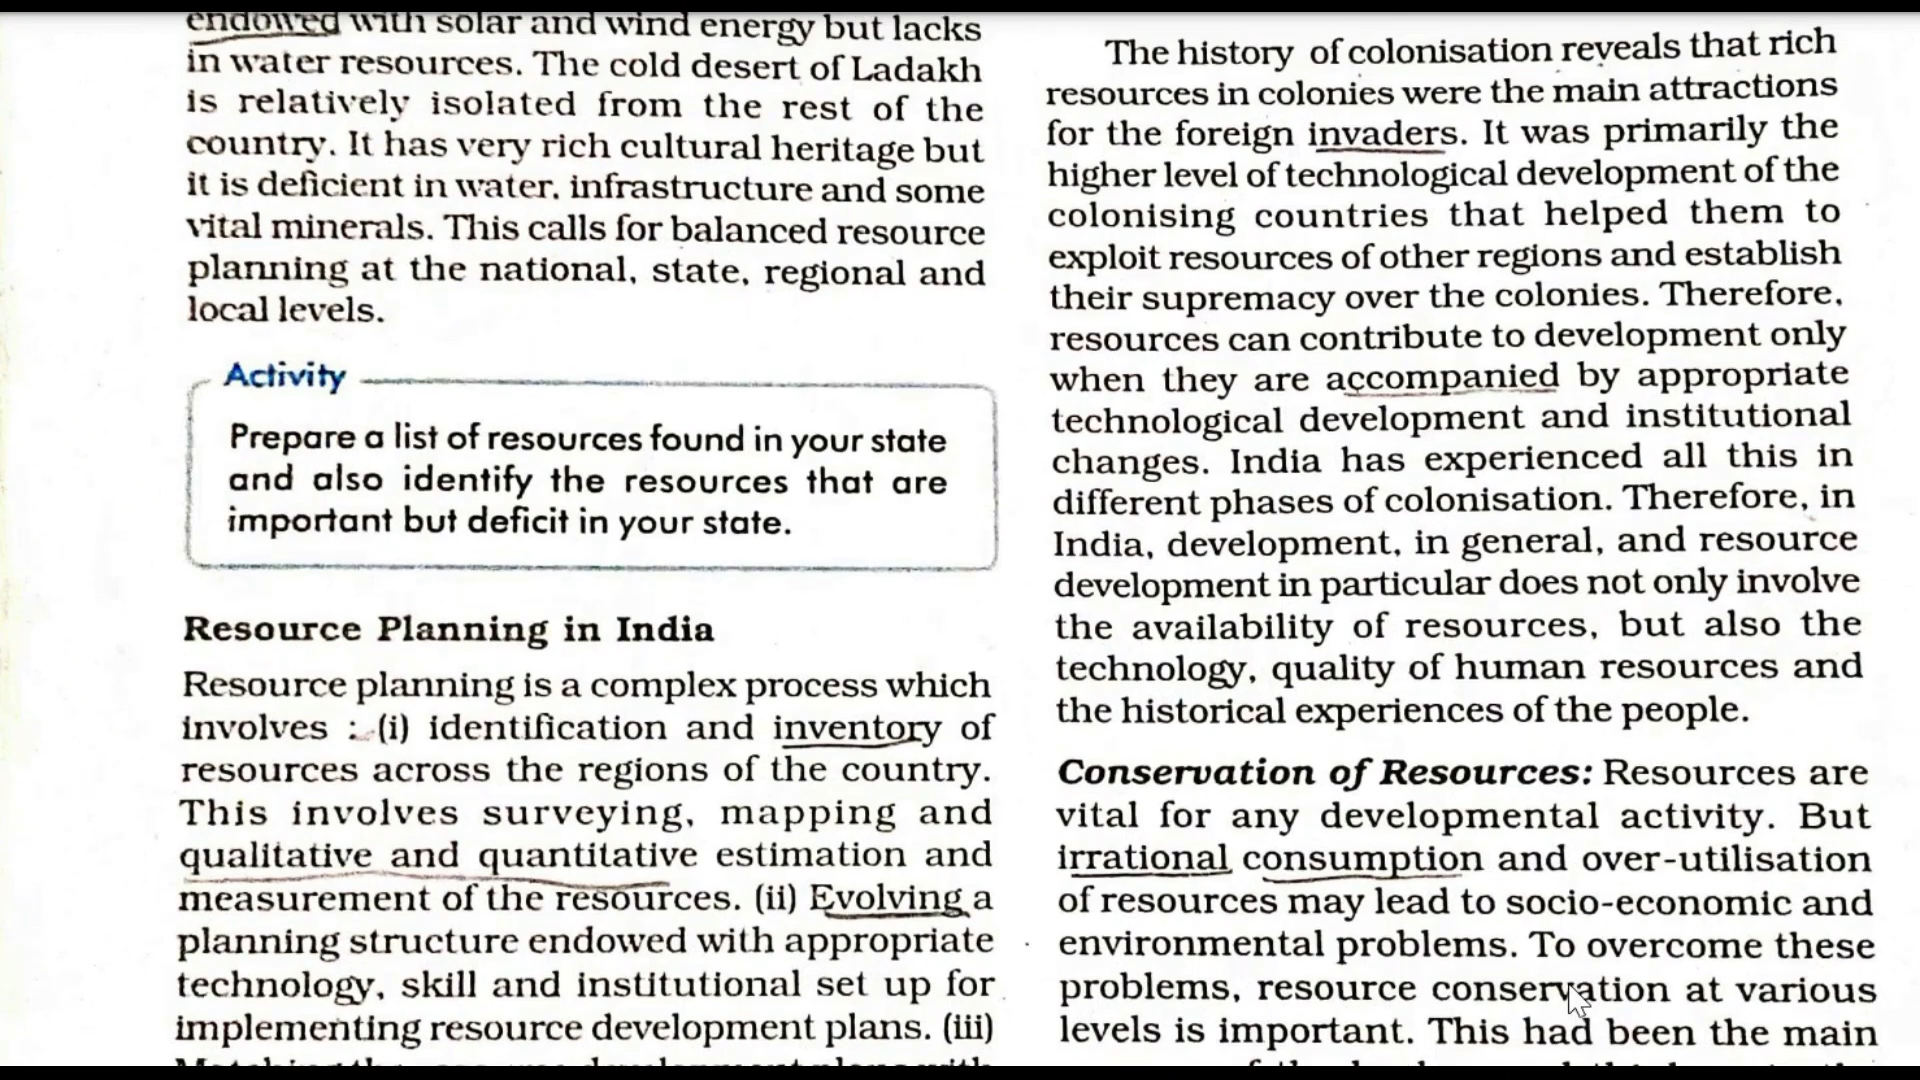 endowed with solar and wind energy but lacks
in water resources. The cold desert of Ladakh
is relatively isolated from the rest of the
country. It has very rich cultural heritage but
it is deficient in water, infrastructure and some
vital minerals. This calls for balanced resource
planning at the national, state, regional and
local levels.
Activity
Prepare a list of resources found in your state
and also identify the resources that are
important but deficit in your state.
Resource Planning in India
Resource planning is a complex process which
involves : (i) identification and inventory of
resources across the regions of the country.
This involves surveying, mapping and
qualitative and quantitative estimation and
measurement of the resources. (ii) Evolving a
planning structure endowed with appropriate
technology, skill and institutional set up for
implementing resource development plans. (iii)
The history of colonisation reveals that rich
resources in colonies were the main attractions
for the foreign invaders. It was primarily the
higher level of technological development of the
colonising countries that helped them to
exploit resources of other regions and establish
their supremacy over the colonies. Therefore,
resources can contribute to development only
when they are accompanied by appropriate
technological development and institutional
changes. India has experienced all this in
different phases of colonisation. Therefore, in
India, development, in general, and resource
development in particular does not only involve
the availability of resources, but also the
technology, quality of human resources and
the historical experiences of the people.
Conservation of Resources: Resources are
vital for any developmental activity. But
irrational consumption and over-utilisation
of resources may lead to socio-economic and
environmental problems. To overcome these
problems, resource conservation at various
levels is important. This had been the main